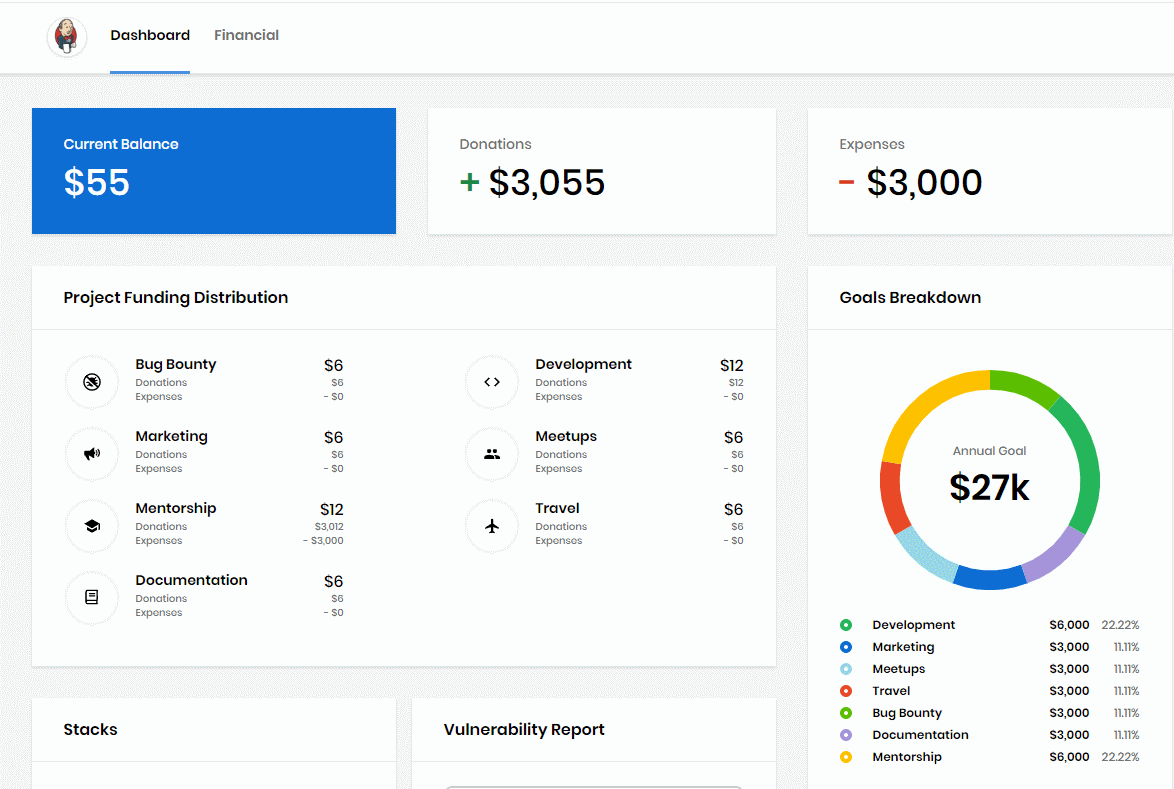 Dashboard Financial
Current Balance
$55
Donations
+ $3,055
Expenses
- $3,000
Project Funding Distribution
Bug Bounty $6
Donations $6
Expenses - $0
Marketing $6
Donations $6
Expenses - $0
Mentorship $12
Donations $3,012
Expenses - $3,000
Documentation $6
Donations $6
Expenses - $0
Development $12
Donations $12
Expenses - $0
Meetups $6
Donations $6
Expenses - $0
Travel $6
Donations $6
Expenses - $0
Goals Breakdown
Annual Goal
$27k
Development $6,000 22.22%
Marketing $3,000 11.11%
Meetups $3,000 11.11%
Travel $3,000 11.11%
Bug Bounty $3,000 11.11%
Documentation $3,000 11.11%
Mentorship $6,000 22.22%
Stacks
Vulnerability Report